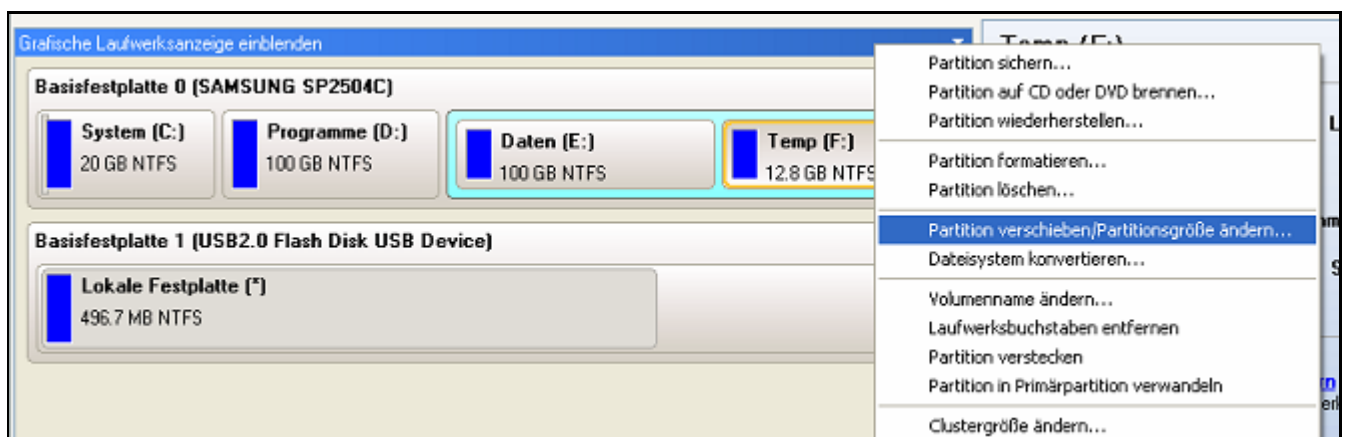 Grafische Laufwerksanzeige einblenden
Temp (F:)
Basisfestplatte 0 (SAMSUNG SP2504C)
System (C:)
20 GB NTFS
Programme (D:)
100 GB NTFS
Daten (E:)
100 GB NTFS
Temp (F:)
12.8 GB NTFS
Basisfestplatte 1 (USB2.0 Flash Disk USB Device)
Lokale Festplatte (*)
496.7 MB NTFS
Partition sichern...
Partition auf CD oder DVD brennen...
Partition wiederherstellen...
Partition formatieren...
Partition löschen...
Partition verschieben/Partitionsgröße ändern...
Dateisystem konvertieren...
Volumenname ändern...
Laufwerksbuchstaben entfernen
Partition verstecken
Partition in Primärpartition verwandeln
Clustergröße ändern...